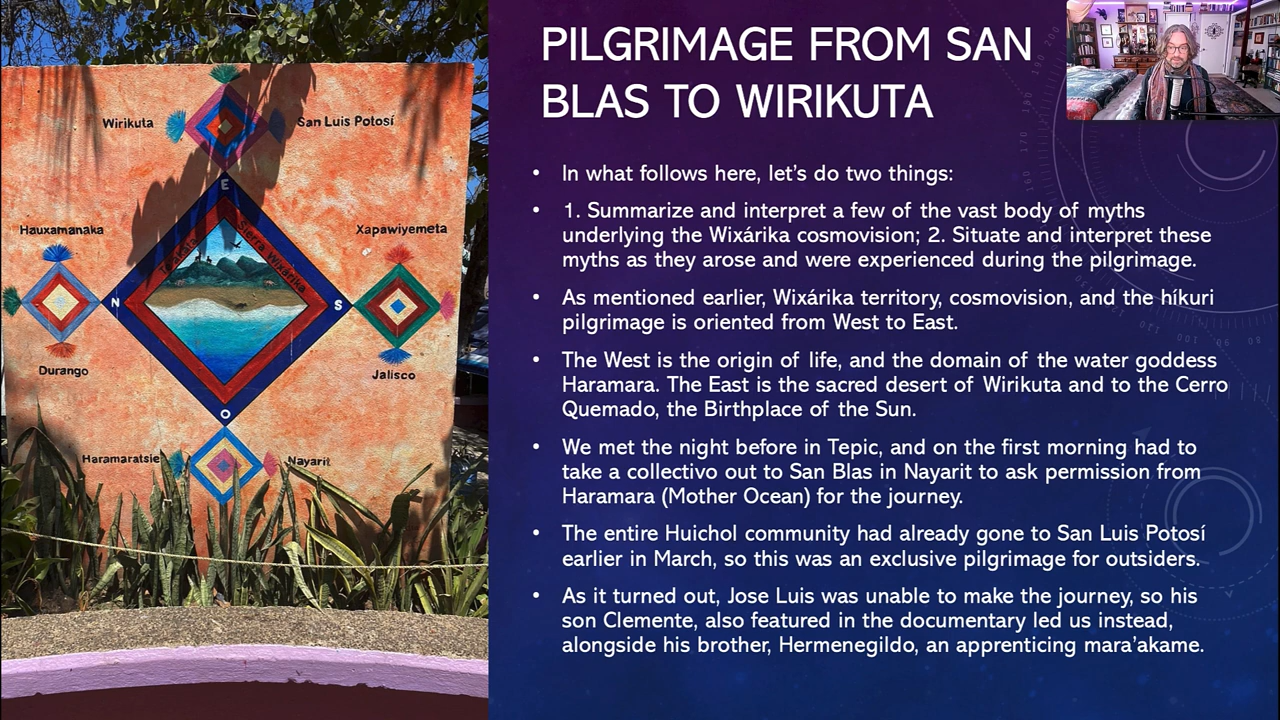 Wirikuta
San Luis Potosí
E
Sierra Wixárika
Hauxamanaka
Xapawiyemeta
N
S
Durango
Jalisco
O
Haramaratsie
Nayarit
PILGRIMAGE FROM SAN
BLAS TO WIRIKUTA
• In what follows here, let's do two things:
• 1. Summarize and interpret a few of the vast body of myths
underlying the Wixárika cosmovision; 2. Situate and interpret these
myths as they arose and were experienced during the pilgrimage.
• As mentioned earlier, Wixárika territory, cosmovision, and the híkuri
pilgrimage is oriented from West to East.
• The West is the origin of life, and the domain of the water goddess
Haramara. The East is the sacred desert of Wirikuta and to the Cerro
Quemado, the Birthplace of the Sun.
• We met the night before in Tepic, and on the first morning had to
take a collectivo out to San Blas in Nayarit to ask permission from
Haramara (Mother Ocean) for the journey.
• The entire Huichol community had already gone to San Luis Potosí
earlier in March, so this was an exclusive pilgrimage for outsiders.
• As it turned out, Jose Luis was unable to make the journey, so his
son Clemente, also featured in the documentary led us instead,
alongside his brother, Hermenegildo, an apprenticing mara'akame.